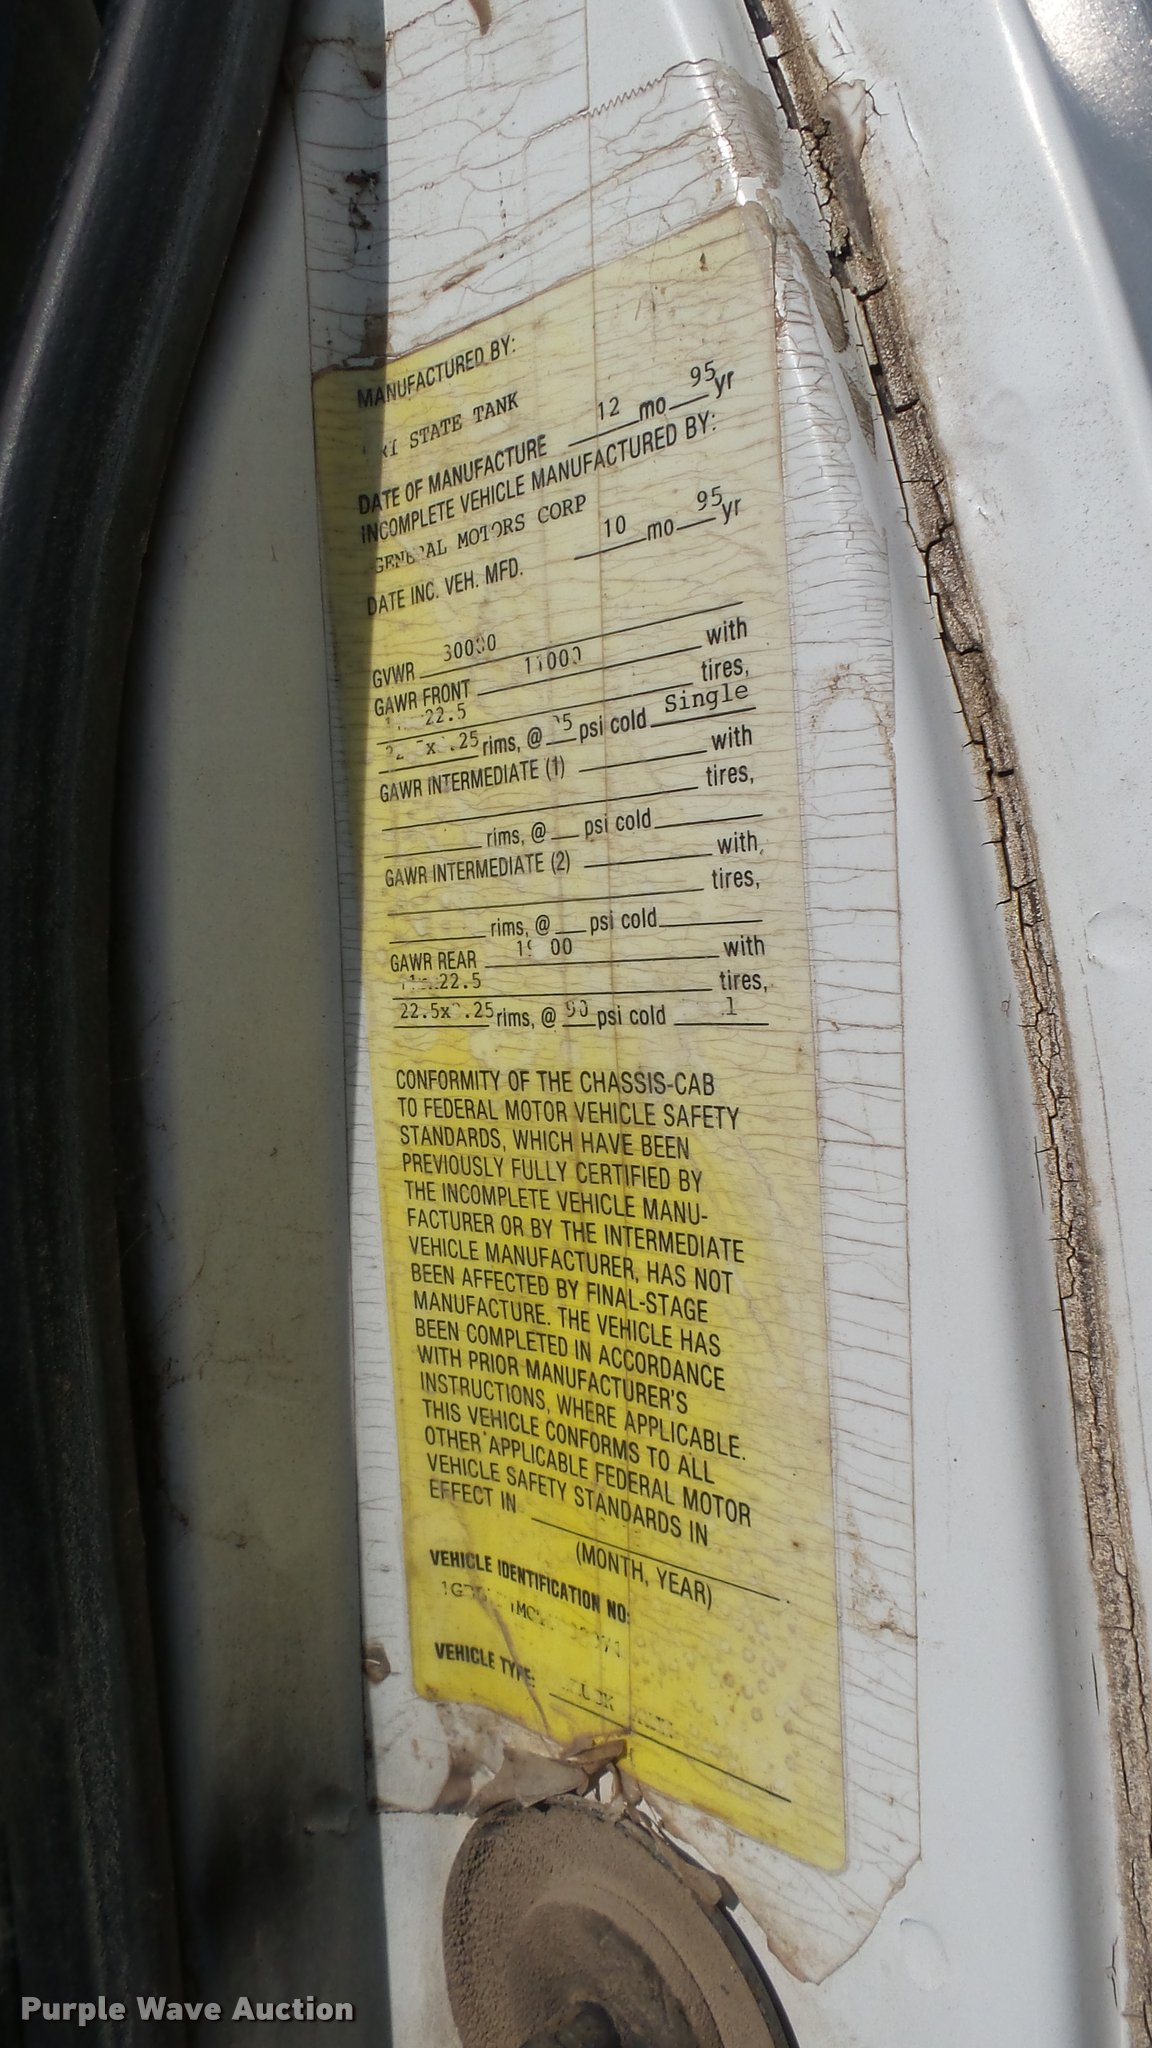 MANUFACTURED BY:
STATE TANK
DATE OF MANUFACTURE 12 mo 95 yr
INCOMPLETE VEHICLE MANUFACTURED BY:
GENERAL MOTORS CORP
DATE INC. VEH. MFD. 10 mo 95 yr
GVWR 30000
GAWR FRONT 11000 with
22.5 tires,
rims, @ psi cold Single
GAWR INTERMEDIATE (1) with
tires,
rims, @ psi cold
GAWR INTERMEDIATE (2) with,
tires,
rims, @ psi cold
GAWR REAR with
tires,
rims, @ 90 psi cold
CONFORMITY OF THE CHASSIS-CAB
TO FEDERAL MOTOR VEHICLE SAFETY
STANDARDS, WHICH HAVE BEEN
PREVIOUSLY FULLY CERTIFIED BY
THE INCOMPLETE VEHICLE MANU-
FACTURER OR BY THE INTERMEDIATE
VEHICLE MANUFACTURER, HAS NOT
BEEN AFFECTED BY FINAL-STAGE
MANUFACTURE. THE VEHICLE HAS
BEEN COMPLETED IN ACCORDANCE
WITH PRIOR MANUFACTURER'S
INSTRUCTIONS, WHERE APPLICABLE.
THIS VEHICLE CONFORMS TO ALL
OTHER APPLICABLE FEDERAL MOTOR
VEHICLE SAFETY STANDARDS IN
EFFECT IN
(MONTH, YEAR)
VEHICLE IDENTIFICATION NO:
VEHICLE TYPE:
Purple Wave Auction